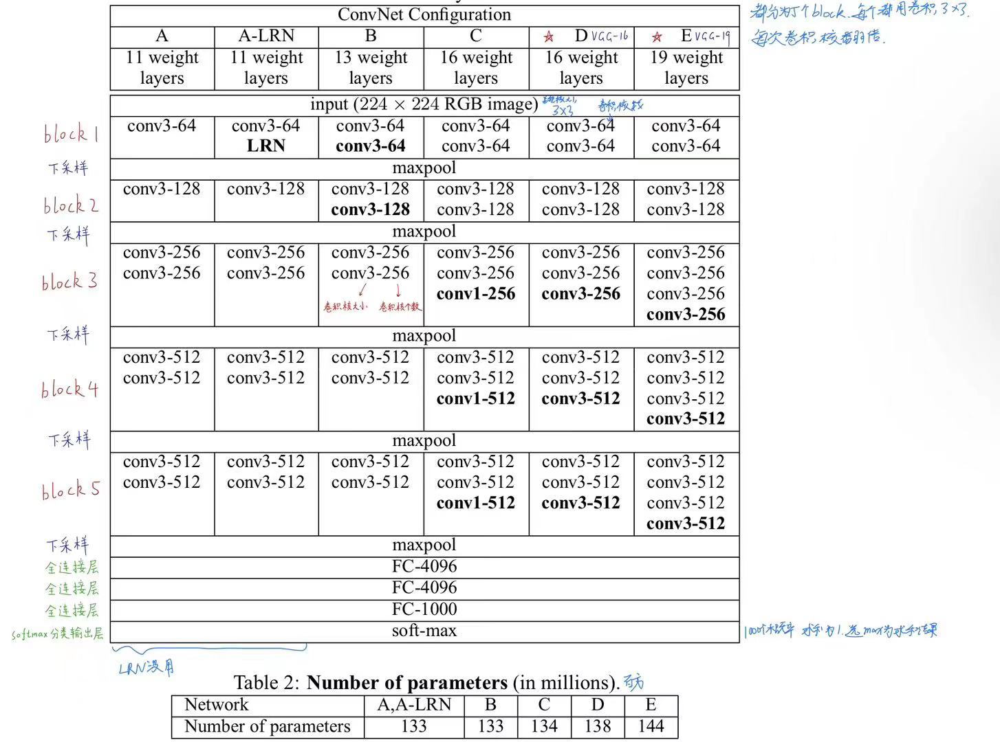 ConvNet Configuration
都分为5个block.每个都用卷积3×3.
A A-LRN B C ☆ D VGG-16 ☆ E VGG-19
每次卷积核番羽倍.
11 weight layers 11 weight layers 13 weight layers 16 weight layers 16 weight layers 19 weight layers
input (224 × 224 RGB image) 3×3 卷积核数
block 1
conv3-64 conv3-64 conv3-64 conv3-64 conv3-64 conv3-64
LRN conv3-64 conv3-64 conv3-64 conv3-64
下采样 maxpool
block 2
conv3-128 conv3-128 conv3-128 conv3-128 conv3-128 conv3-128
conv3-128 conv3-128 conv3-128 conv3-128
下采样 maxpool
block 3
conv3-256 conv3-256 conv3-256 conv3-256 conv3-256 conv3-256
conv3-256 conv3-256 conv3-256 conv3-256 conv3-256 conv3-256
conv1-256 conv3-256 conv3-256
卷积核大小 卷积核个数
conv3-256
下采样 maxpool
block 4
conv3-512 conv3-512 conv3-512 conv3-512 conv3-512 conv3-512
conv3-512 conv3-512 conv3-512 conv3-512 conv3-512 conv3-512
conv1-512 conv3-512 conv3-512
conv3-512
下采样 maxpool
block 5
conv3-512 conv3-512 conv3-512 conv3-512 conv3-512 conv3-512
conv3-512 conv3-512 conv3-512 conv3-512 conv3-512 conv3-512
conv1-512 conv3-512 conv3-512
conv3-512
下采样 maxpool
全连接层 FC-4096
全连接层 FC-4096
全连接层 FC-1000
softmax分类输出层 soft-max 1000个概率 求和为1.选max为
LRN没用
Table 2: Number of parameters (in millions). 百万
Network A,A-LRN B C D E
Number of parameters 133 133 134 138 144